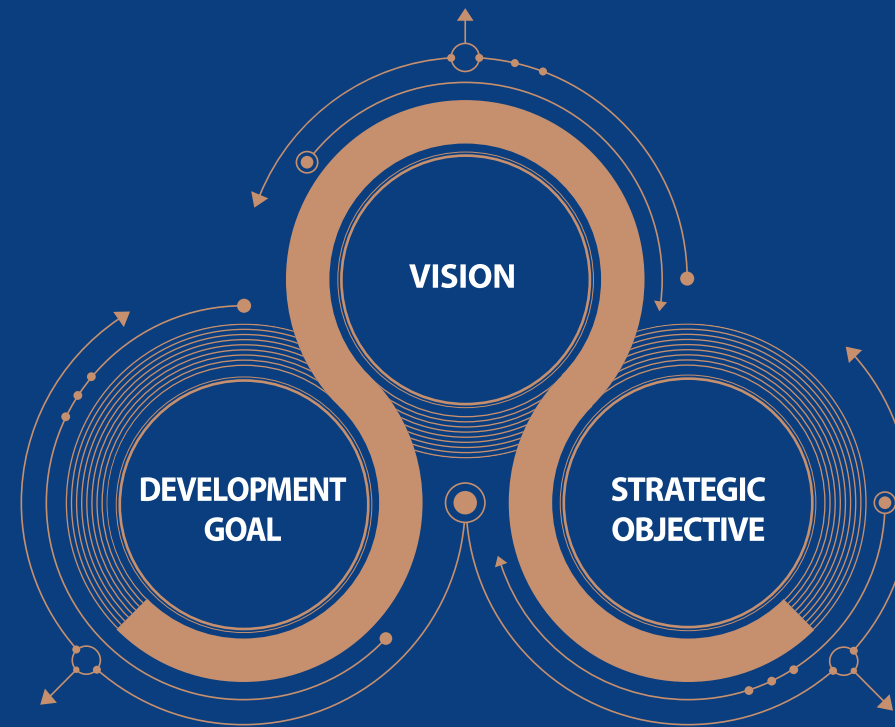 VISION
DEVELOPMENT
GOAL
STRATEGIC
OBJECTIVE